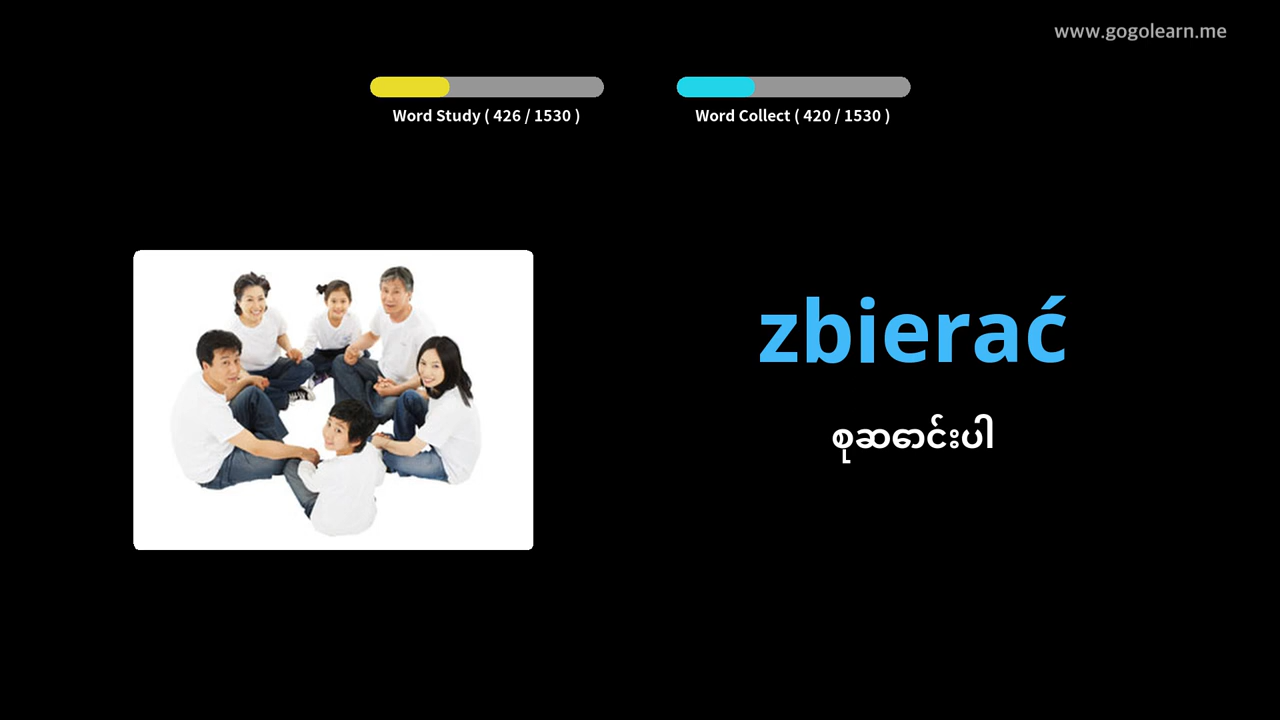 www.gogolearn.me
Word Study ( 426 / 1530 )
Word Collect ( 420 / 1530 )
zbierać
စုဆောင်းပါ